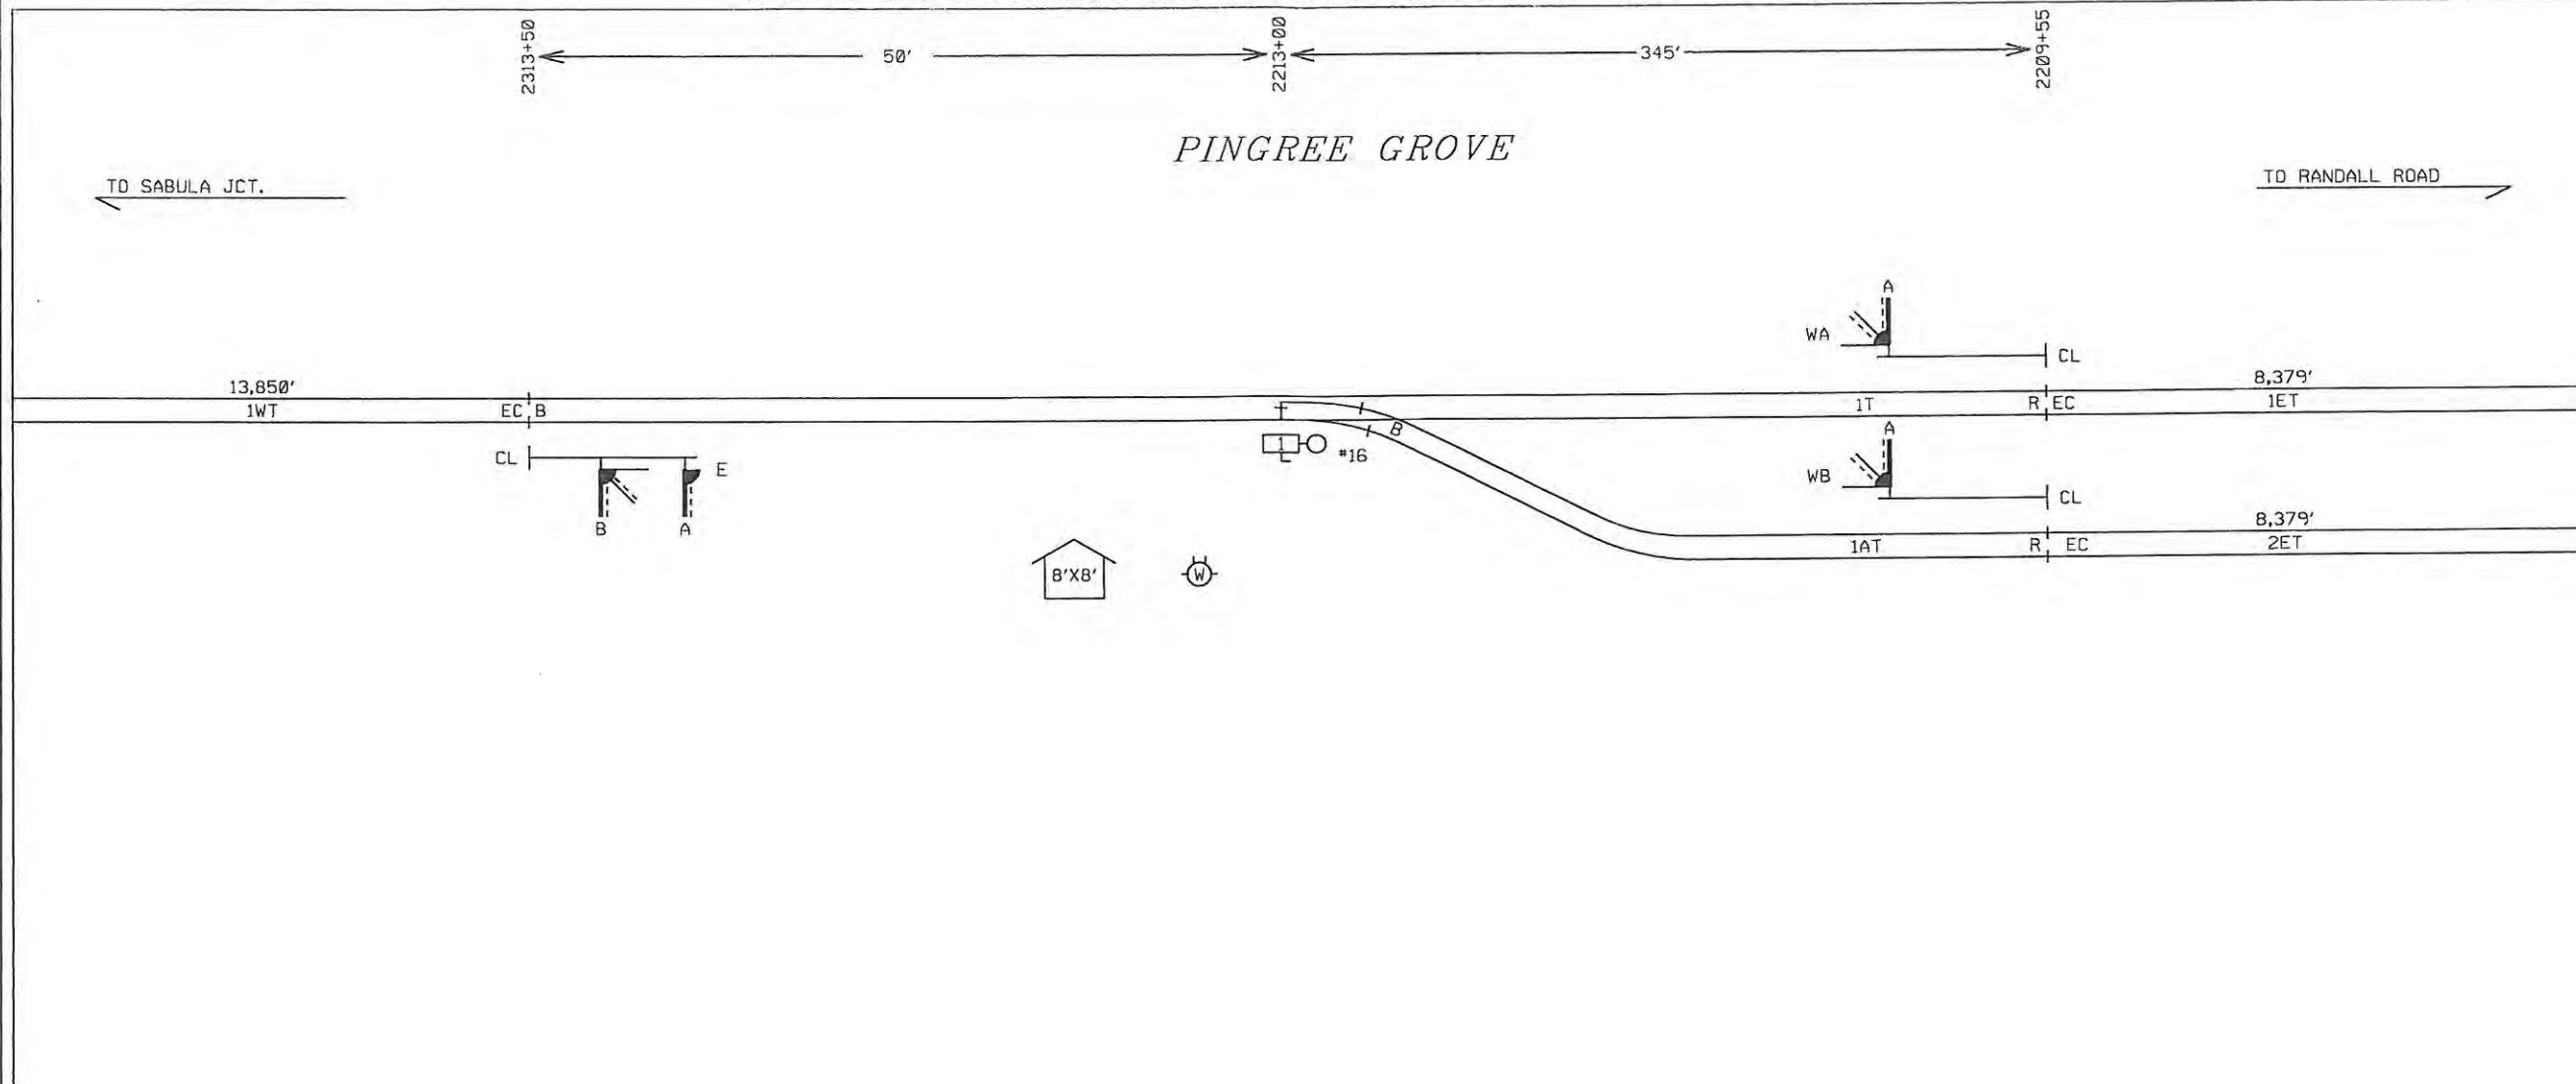 2313+50
50'
2213+00
345'
2209+55
PINGREE GROVE
TO SABULA JCT.
TO RANDALL ROAD
A
WA
CL
13,850'
8,379'
1WT
EC B
1T
R EC
1ET
B
A
1
#16
CL
E
WB
CL
B
A
8,379'
1AT
R EC
2ET
8'X8'
W